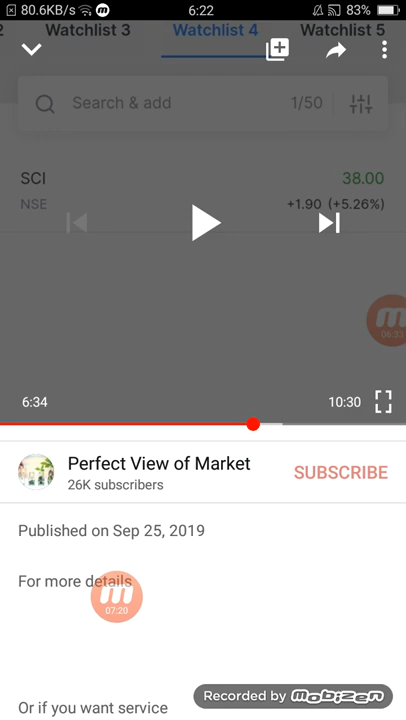 80.6KB/s 6:22 83%
2 Watchlist 3 Watchlist 4 Watchlist 5
Search & add 1/50
SCI 38.00
NSE +1.90 (+5.26%)
06:33
6:34 10:30
Perfect View of Market SUBSCRIBE
26K subscribers
Published on Sep 25, 2019
For more details
07:20
Recorded by mobizen
Or if you want service